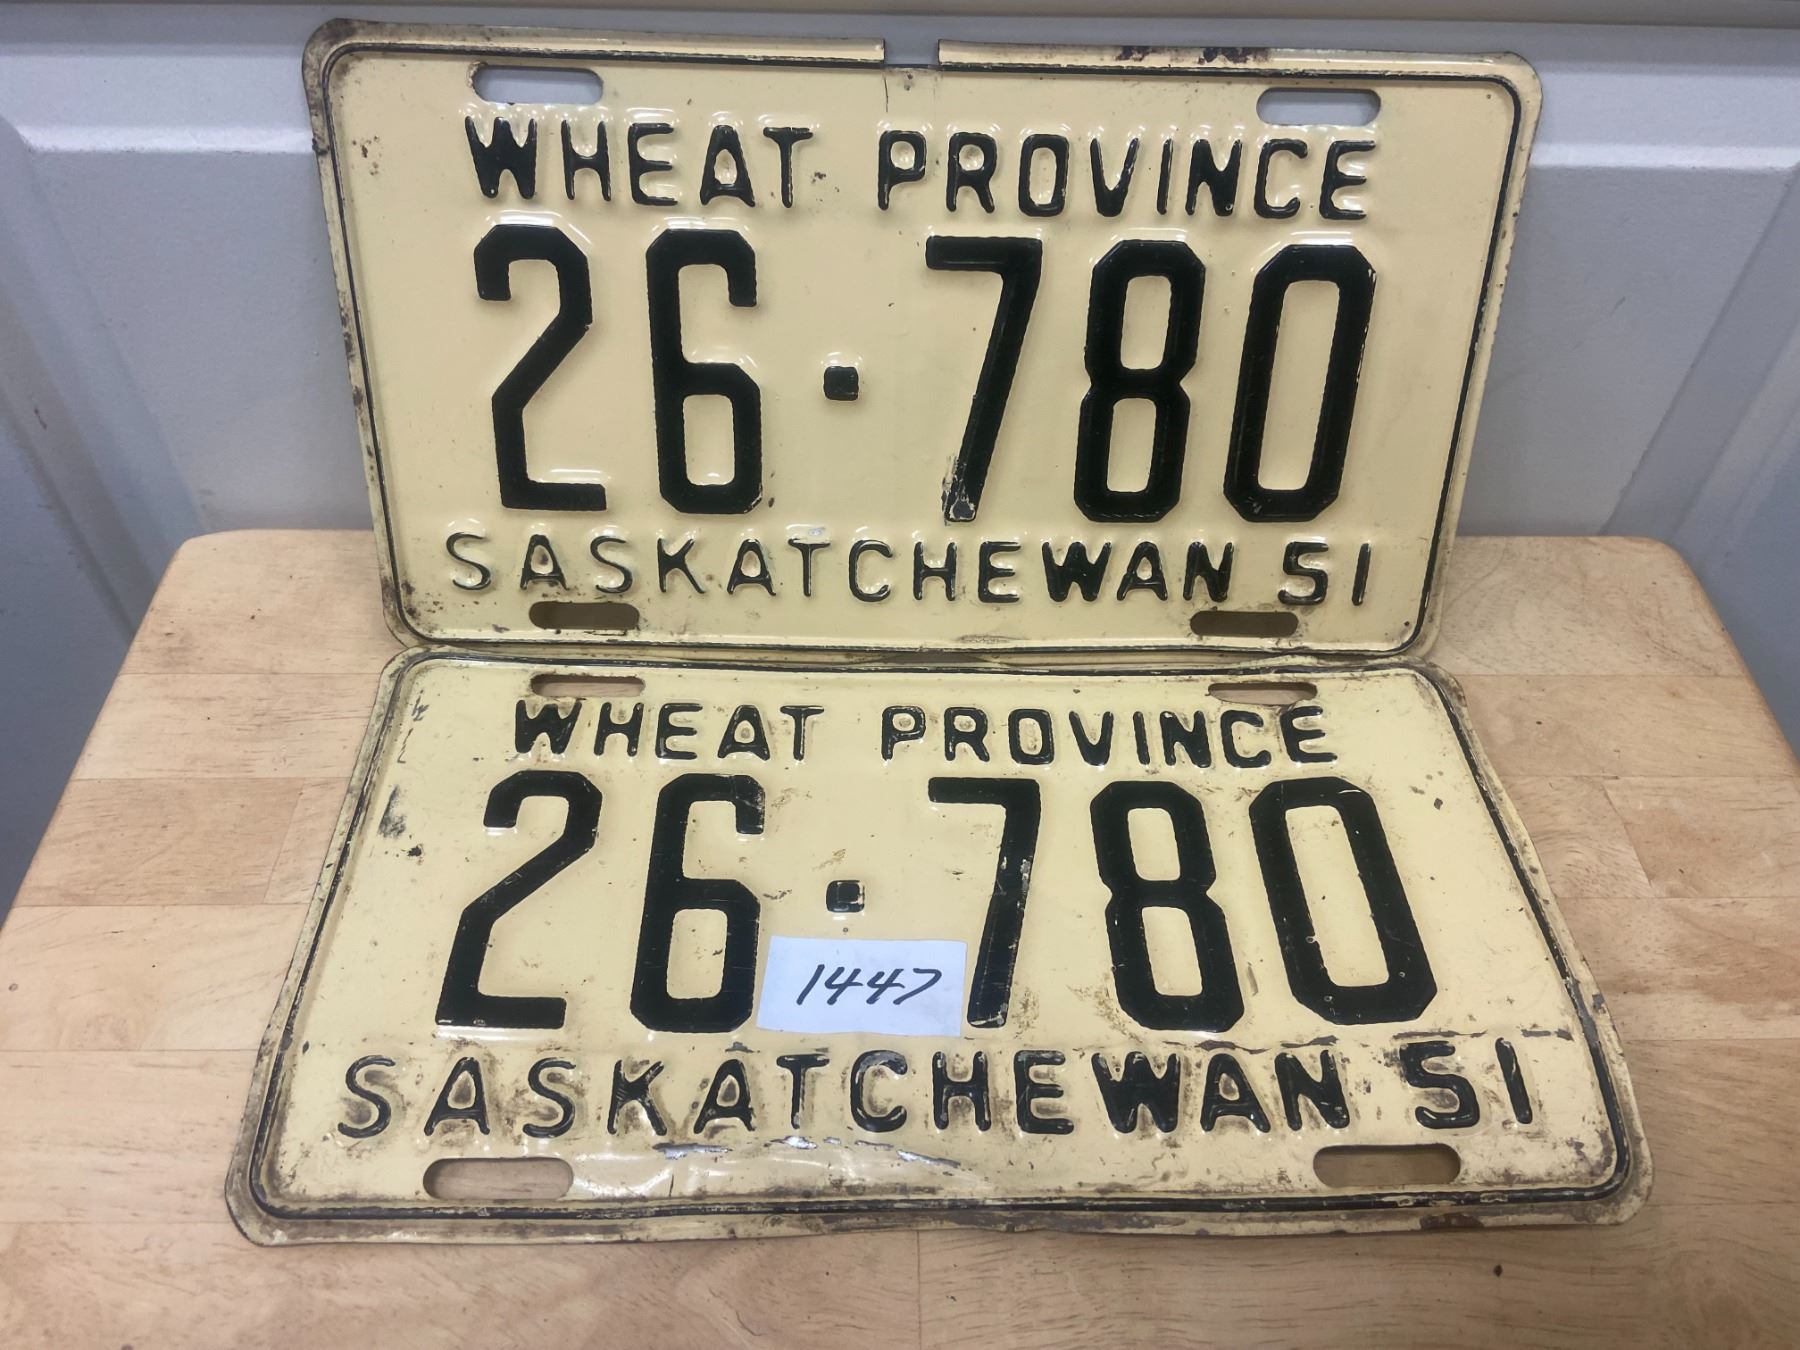 WHEAT PROVINCE
26·780
SASKATCHEWAN 51
WHEAT PROVINCE
26·780
1447
SASKATCHEWAN 51